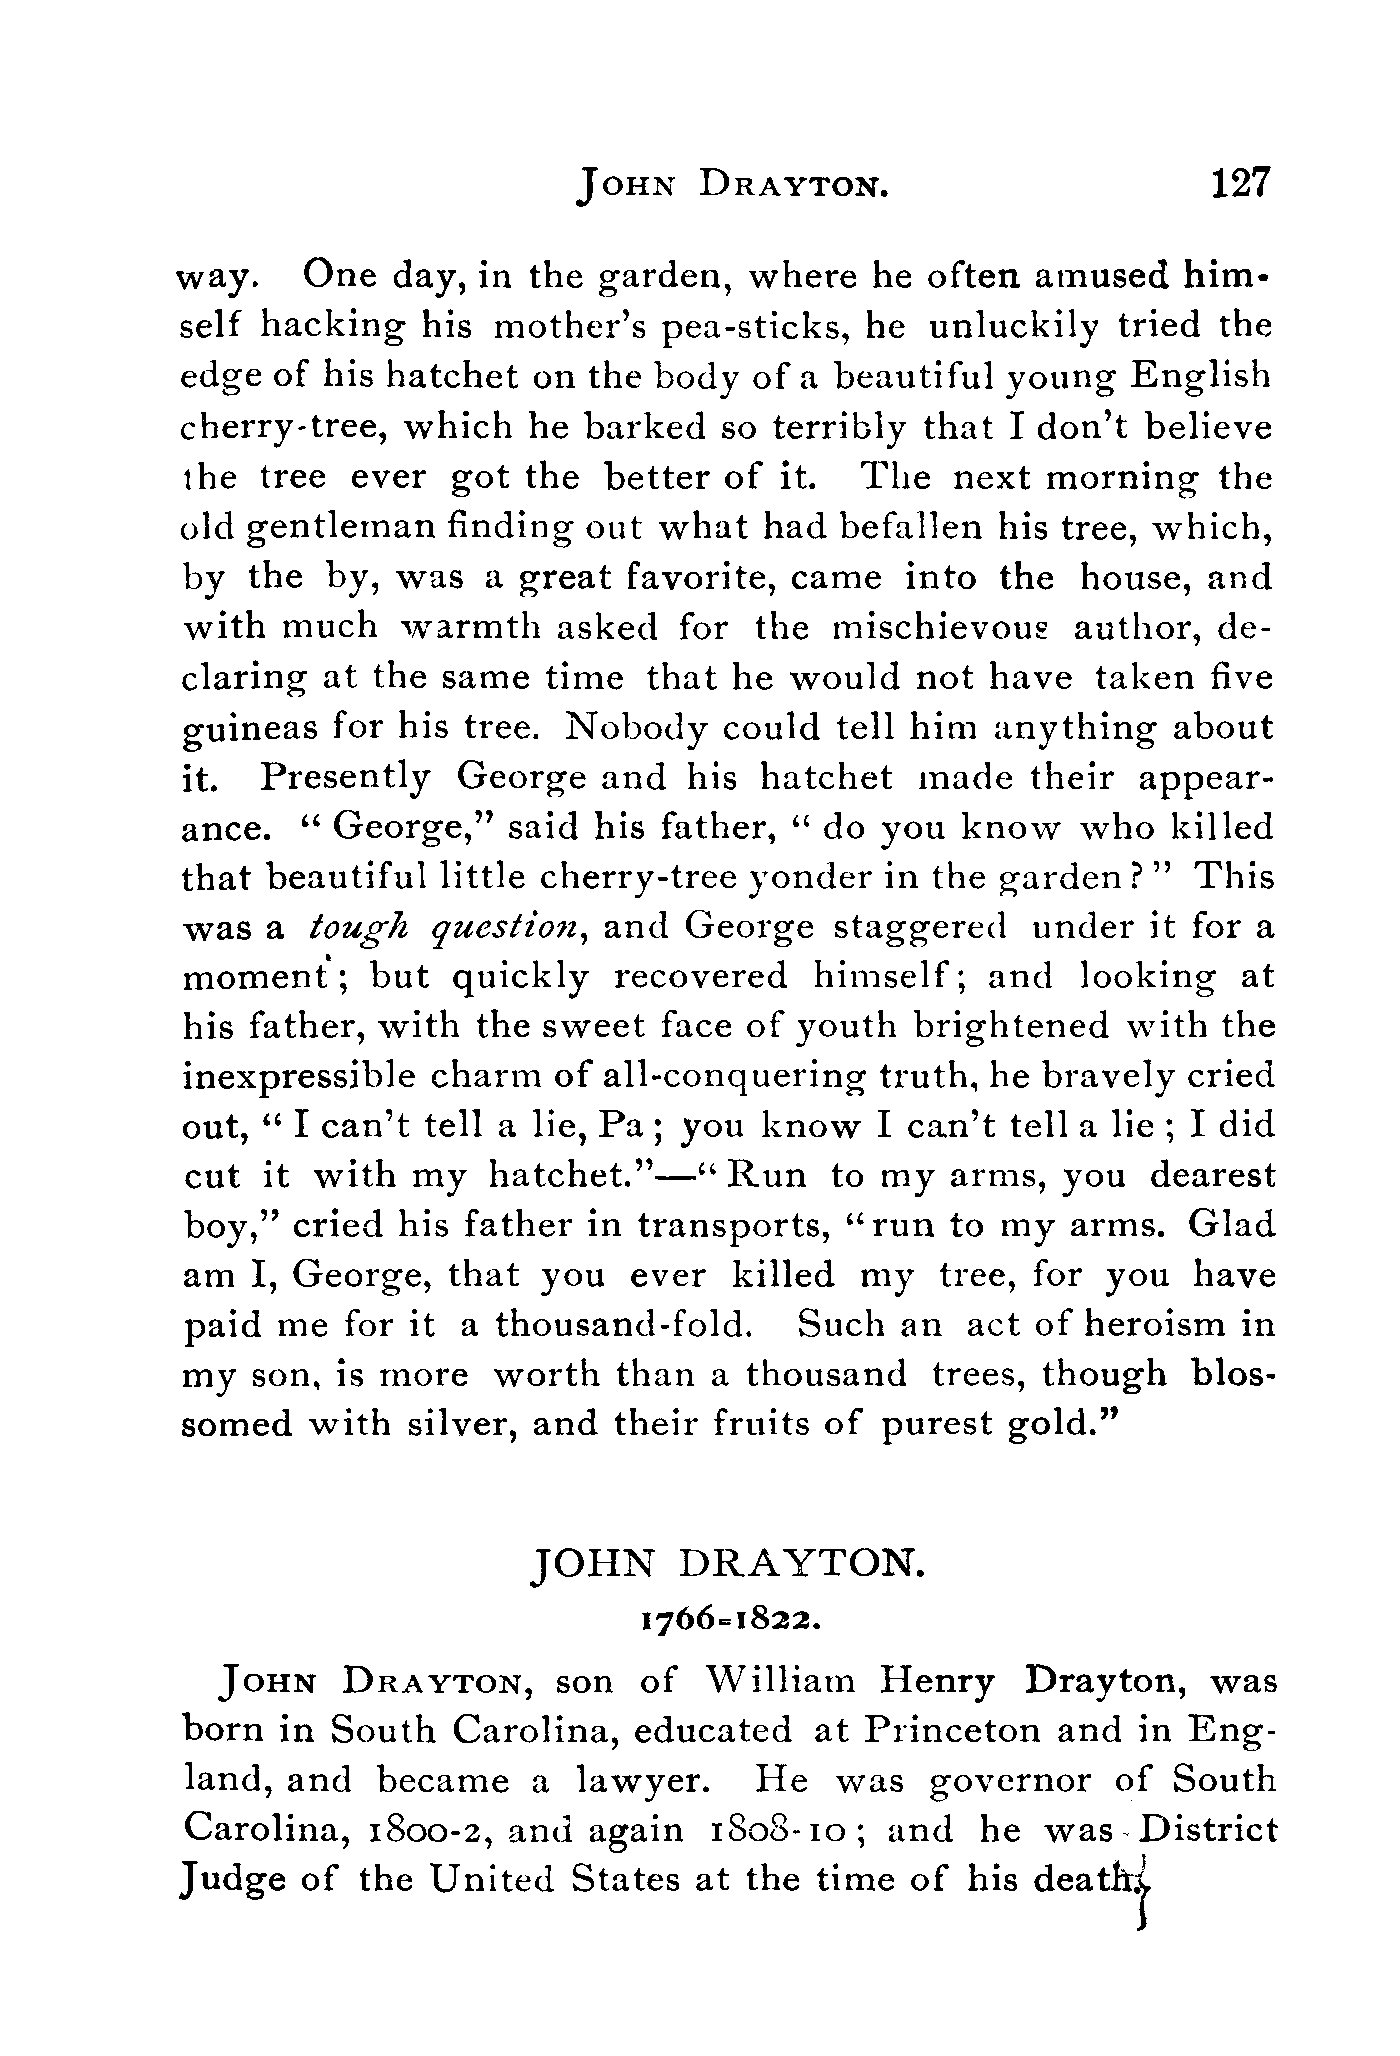 JOHN DRAYTON. 127
way. One day, in the garden, where he often amused him-
self hacking his mother's pea-sticks, he unluckily tried the
edge of his hatchet on the body of a beautiful young English
cherry-tree, which he barked so terribly that I don't believe
the tree ever got the better of it. The next morning the
old gentleman finding out what had befallen his tree, which,
by the by, was a great favorite, came into the house, and
with much warmth asked for the mischievous author, de-
claring at the same time that he would not have taken five
guineas for his tree. Nobody could tell him anything about
it. Presently George and his hatchet made their appear-
ance. “ George,” said his father, “ do you know who killed
that beautiful little cherry-tree yonder in the garden ? ” This
was a tough question, and George staggered under it for a
moment ; but quickly recovered himself ; and looking at
his father, with the sweet face of youth brightened with the
inexpressible charm of all-conquering truth, he bravely cried
out, “ I can't tell a lie, Pa ; you know I can't tell a lie ; I did
cut it with my hatchet.”—“ Run to my arms, you dearest
boy,” cried his father in transports, “ run to my arms. Glad
am I, George, that you ever killed my tree, for you have
paid me for it a thousand-fold. Such an act of heroism in
my son, is more worth than a thousand trees, though blos-
somed with silver, and their fruits of purest gold.”
JOHN DRAYTON.
1766-1822.
JOHN DRAYTON, son of William Henry Drayton, was
born in South Carolina, educated at Princeton and in Eng-
land, and became a lawyer. He was governor of South
Carolina, 1800-2, and again 1808-10 ; and he was District
Judge of the United States at the time of his death.